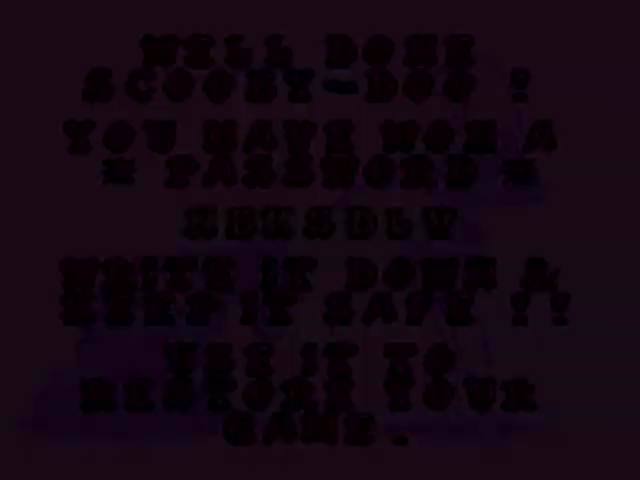 WELL DONE
SCOOBY-DOO !
YOU HAVE WON A
* PASSWORD *
WRITE IT DOWN &
KEEP IT SAFE !!
USE IT TO
RESTORE YOUR
GAME.